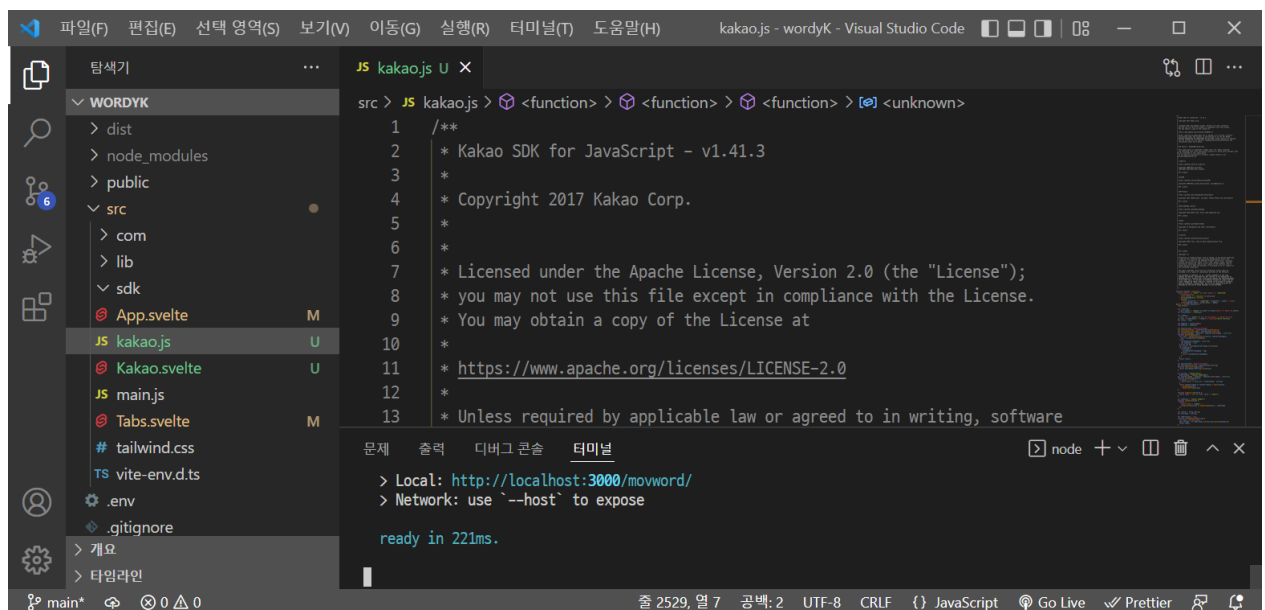 파일(F) 편집(E) 선택 영역(S) 보기(V) 이동(G) 실행(R) 터미널(T) 도움말(H) kakao.js - wordyK - Visual Studio Code
탐색기 ···
WORDYK
dist
node_modules
public
src
com
lib
sdk
App.svelte M
JS kakao.js U
Kakao.svelte U
JS main.js
Tabs.svelte M
# tailwind.css
TS vite-env.d.ts
.env
.gitignore
개요
타임라인
6
JS kakao.js U
src > JS kakao.js > <function> > <function> > <function> > <unknown>
1 /**
2 * Kakao SDK for JavaScript - v1.41.3
3 *
4 * Copyright 2017 Kakao Corp.
5 *
6 *
7 * Licensed under the Apache License, Version 2.0 (the "License");
8 * you may not use this file except in compliance with the License.
9 * You may obtain a copy of the License at
10 *
11 * https://www.apache.org/licenses/LICENSE-2.0
12 *
13 * Unless required by applicable law or agreed to in writing, software
문제 출력 디버그 콘솔 터미널 node
> Local: http://localhost:3000/movword/
> Network: use `--host` to expose
ready in 221ms.
main* 0 0 줄 2529, 열 7 공백: 2 UTF-8 CRLF {} JavaScript Go Live Prettier